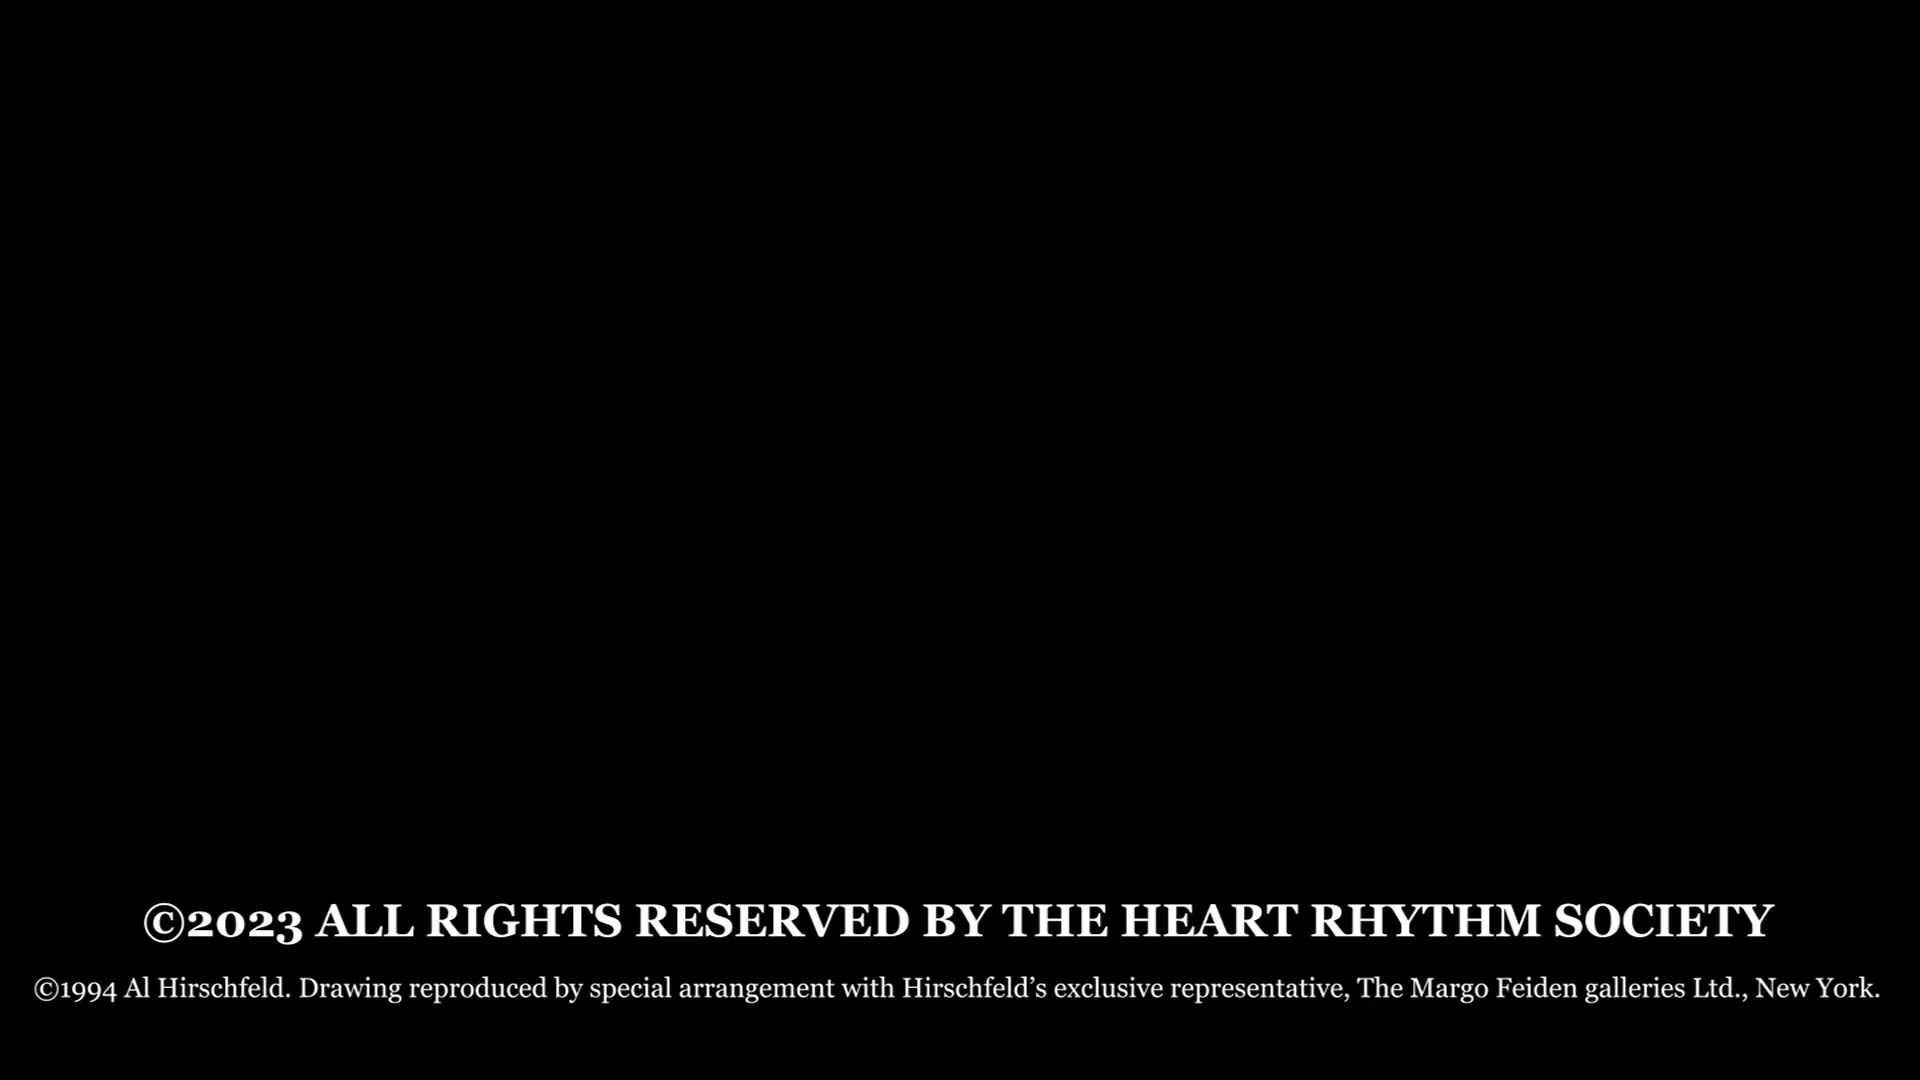 ©2023 ALL RIGHTS RESERVED BY THE HEART RHYTHM SOCIETY
©1994 Al Hirschfeld. Drawing reproduced by special arrangement with Hirschfeld’s exclusive representative, The Margo Feiden galleries Ltd., New York.